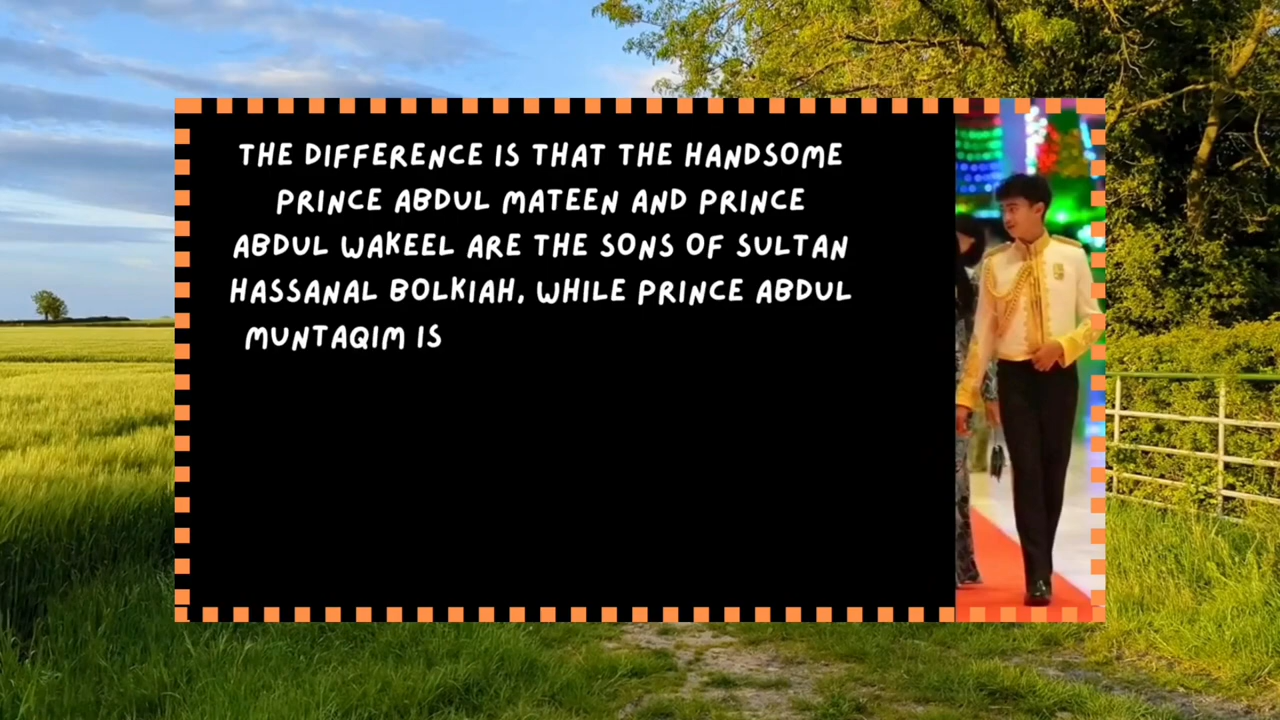 THE DIFFERENCE IS THAT THE HANDSOME
PRINCE ABDUL MATEEN AND PRINCE
ABDUL WAKEEL ARE THE SONS OF SULTAN
HASSANAL BOLKIAH, WHILE PRINCE ABDUL
MUNTAQIM IS